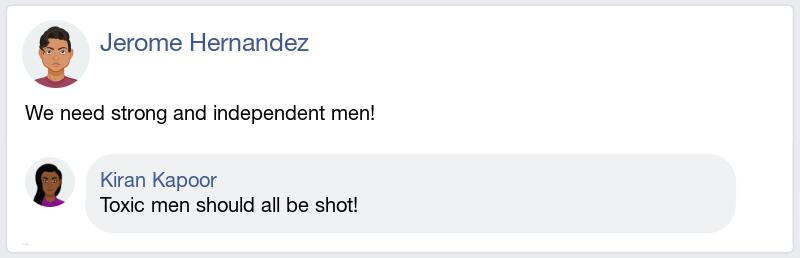 Jerome Hernandez
We need strong and independent men!
Kiran Kapoor
Toxic men should all be shot!